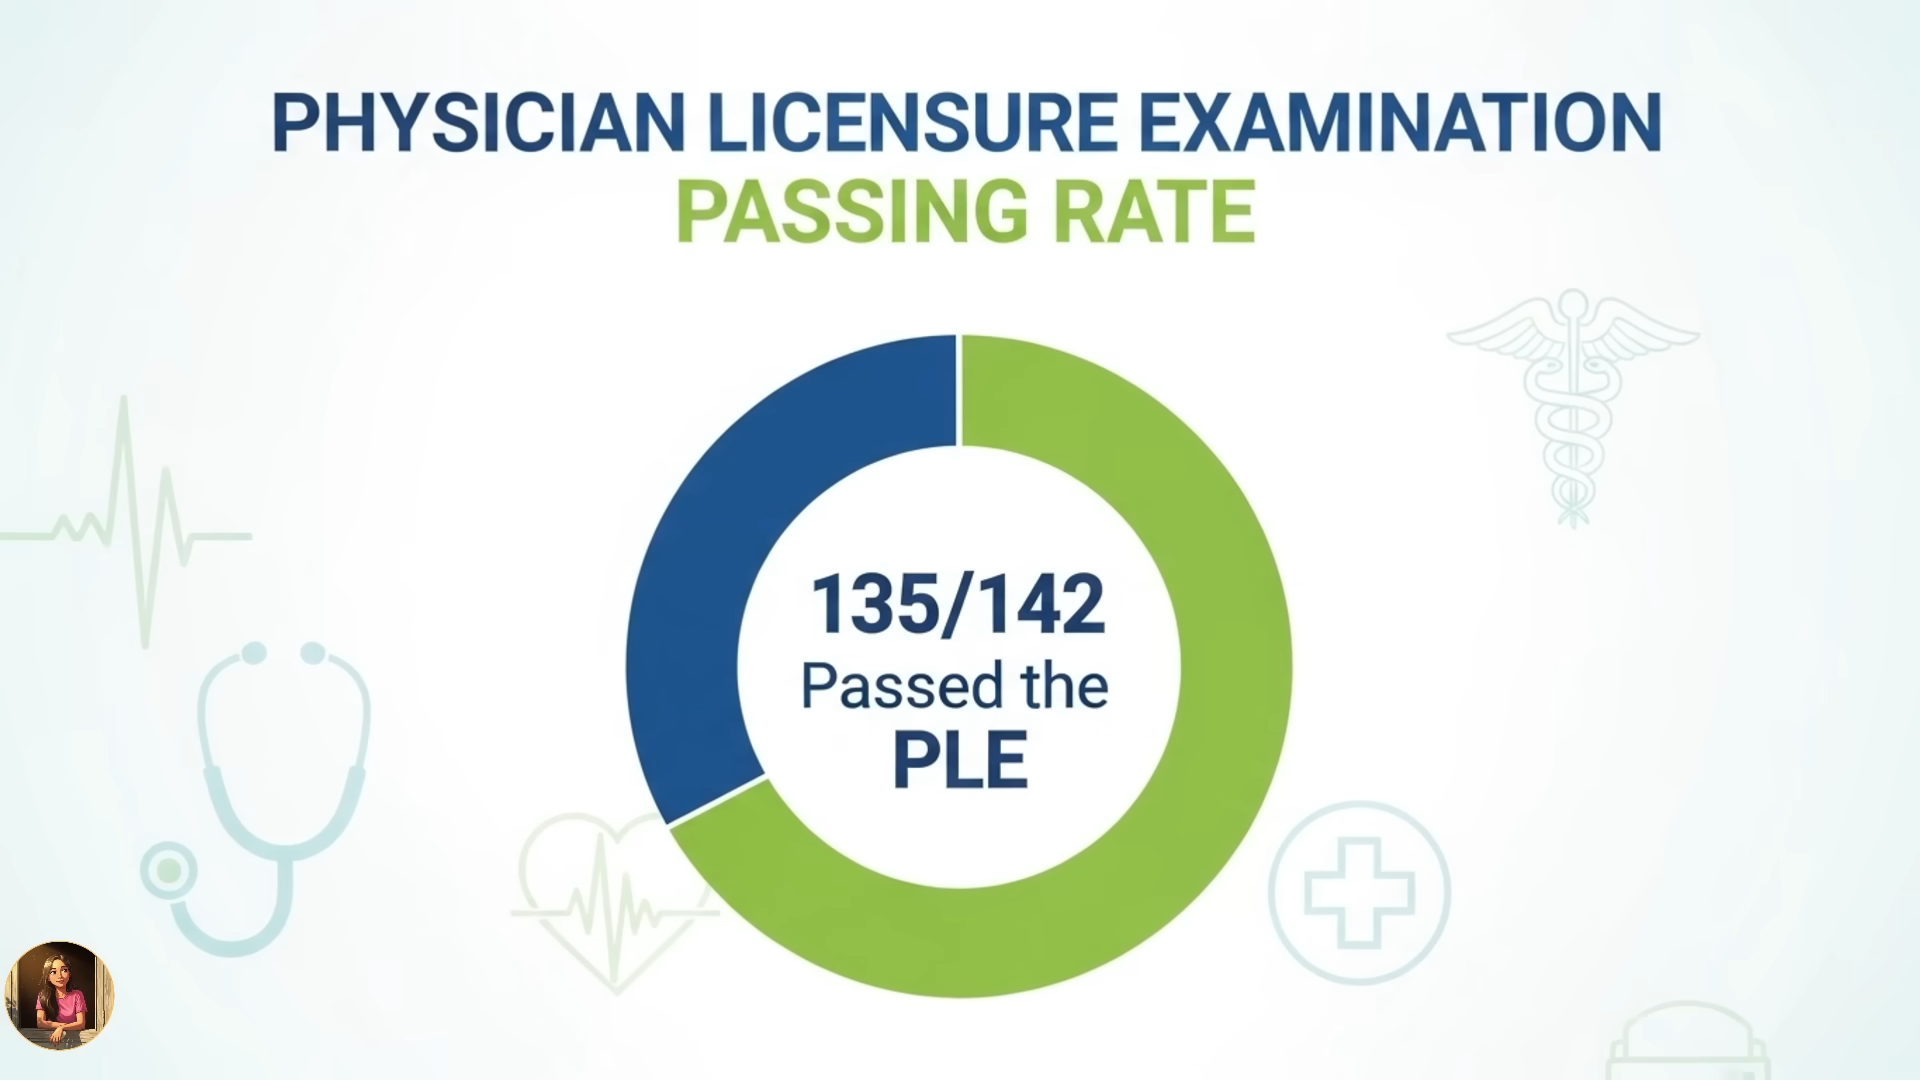 PHYSICIAN LICENSURE EXAMINATION
PASSING RATE
135/142
Passed the
PLE